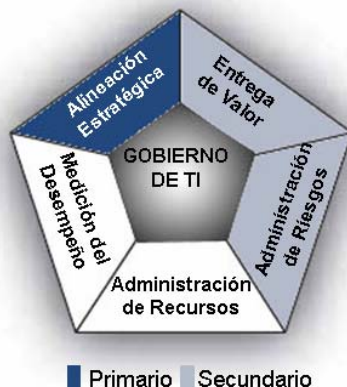 Alineación
Estratégica
Entrega
de Valor
GOBIERNO
DE TI
Medición del
Desempeño
Administración
de Riesgos
Administración
de Recursos
Primario Secundario